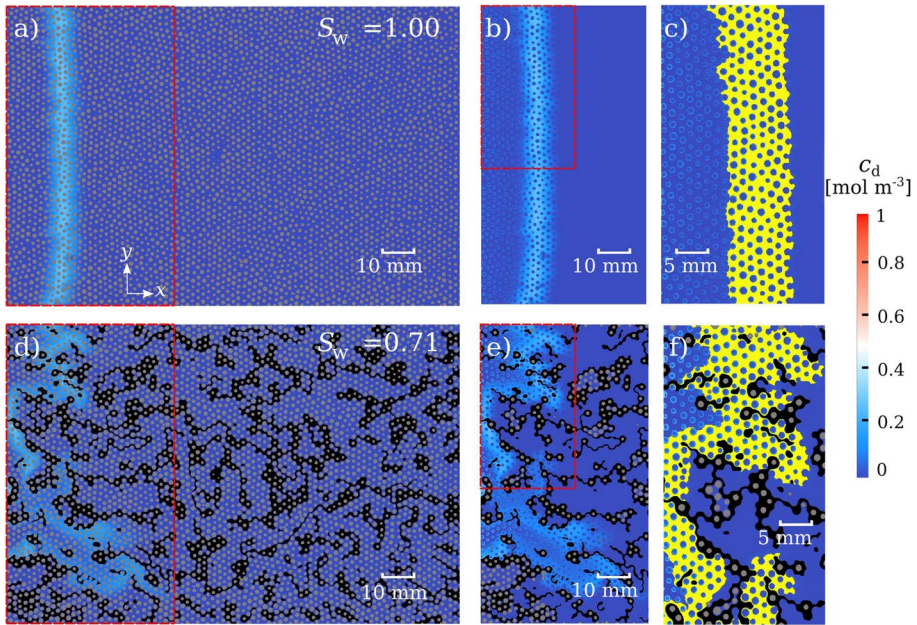 a)
S_w =1.00
y
x
10 mm
b)
10 mm
c)
5 mm
c_d
[mol m⁻³]
1
0.8
0.6
0.4
0.2
0
d)
S_w =0.71
10 mm
e)
10 mm
f)
5 mm